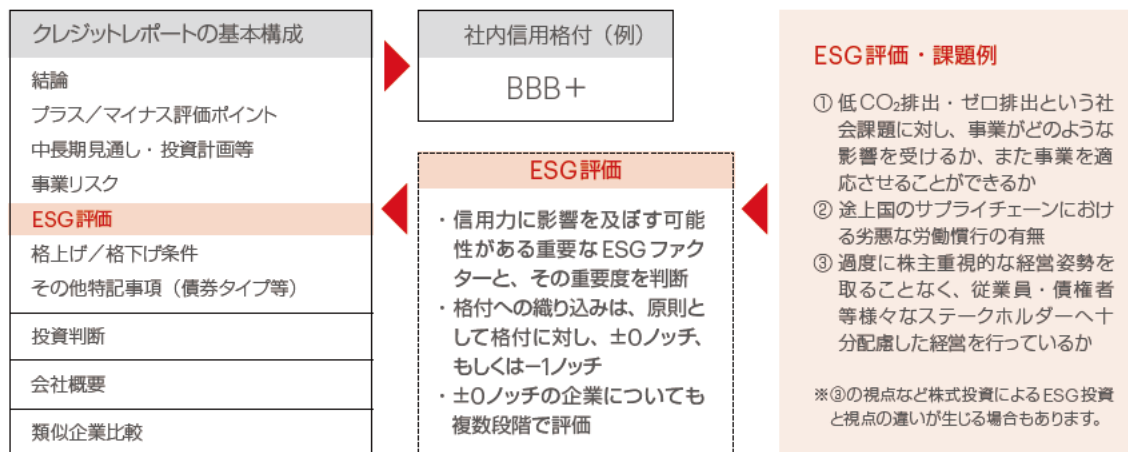 クレジットレポートの基本構成
結論
プラス／マイナス評価ポイント
中長期見通し・投資計画等
事業リスク
ESG評価
格上げ／格下げ条件
その他特記事項（債券タイプ等）
投資判断
会社概要
類似企業比較
社内信用格付（例）
BBB＋
ESG評価
・信用力に影響を及ぼす可能
性がある重要なESGファク
ターと、その重要度を判断
・格付への織り込みは、原則と
して格付に対し、±0ノッチ、
もしくは−1ノッチ
・±0ノッチの企業についても
複数段階で評価
ESG評価・課題例
① 低CO₂排出・ゼロ排出という社
会課題に対し、事業がどのような
影響を受けるか、また事業を適
応させることができるか
② 途上国のサプライチェーンにおけ
る劣悪な労働慣行の有無
③ 過度に株主重視的な経営姿勢を
取ることなく、従業員・債権者
等様々なステークホルダーへ十
分配慮した経営を行っているか
※③の視点など株式投資によるESG投資
と視点の違いが生じる場合もあります。